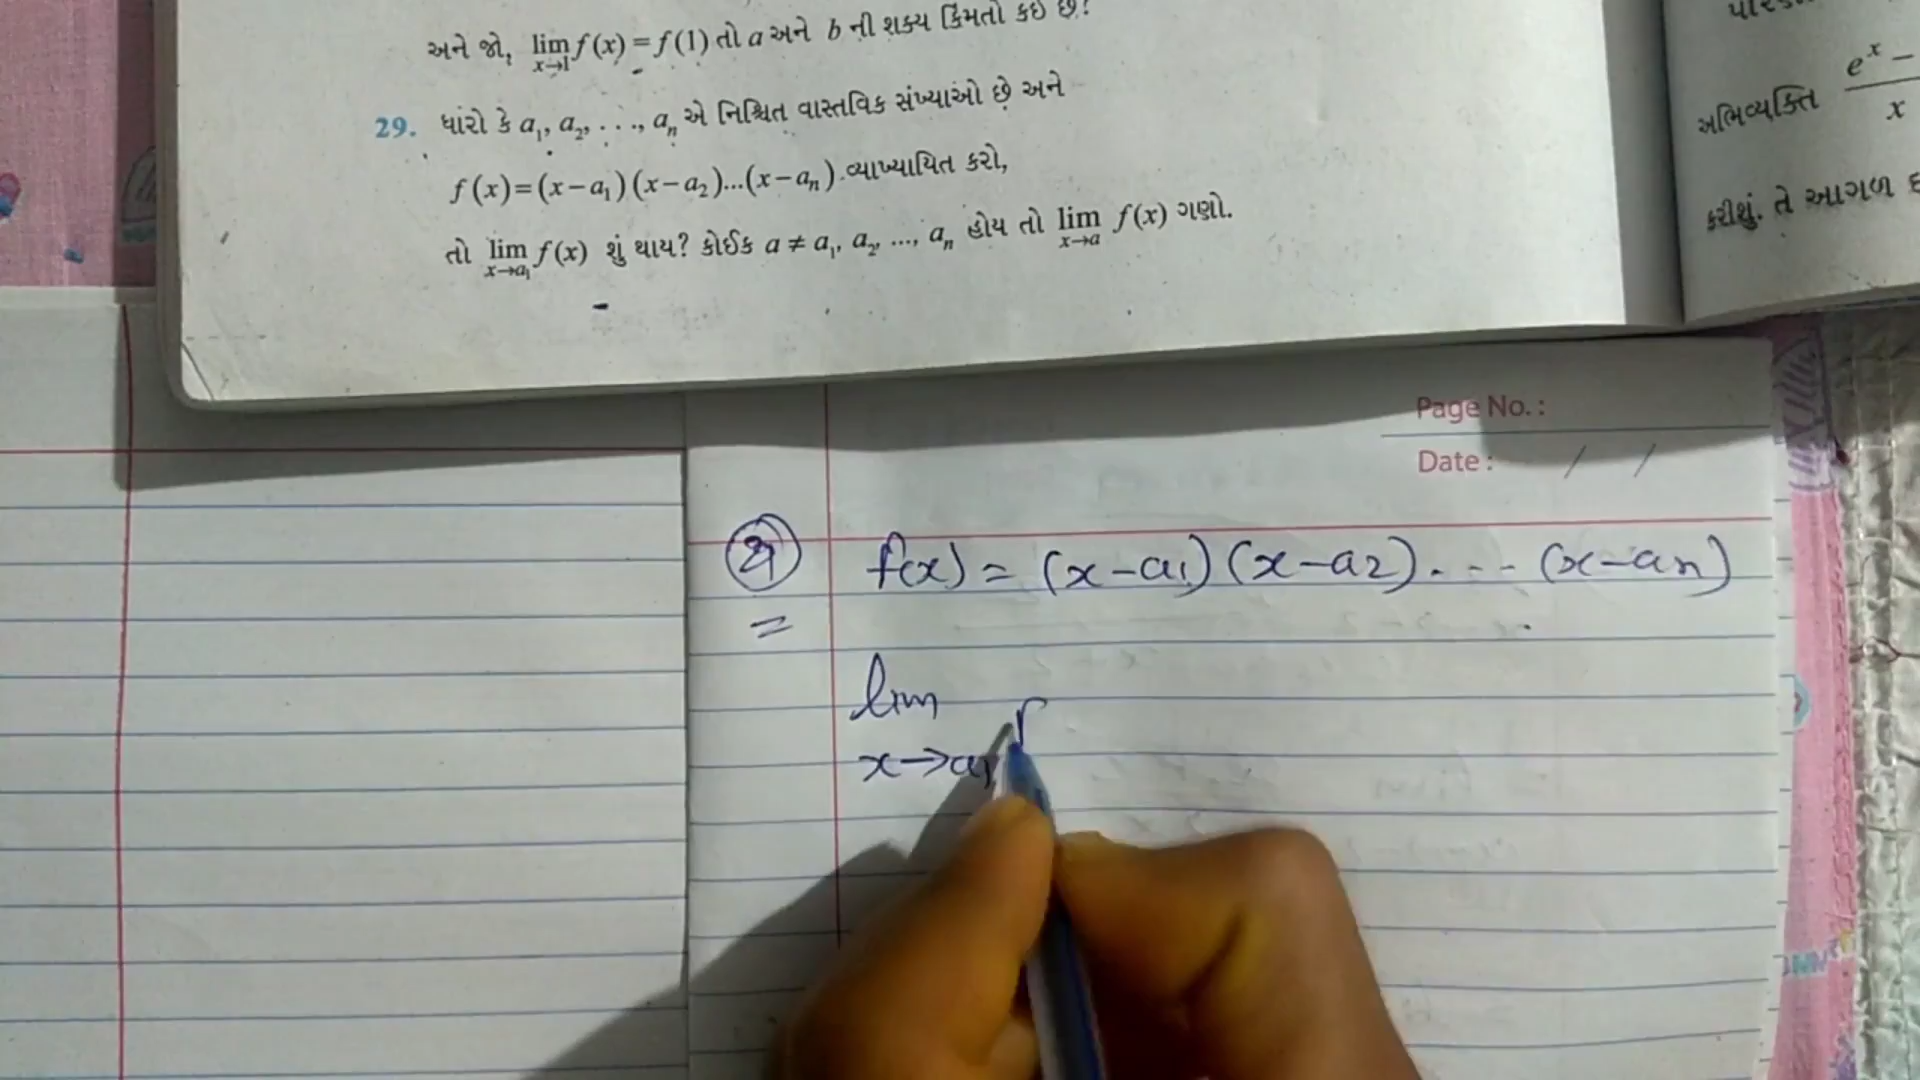 અને જો, lim f(x) = f(1) તો a અને b ની શક્ય કિંમતો કઈ છે?
x→1
29. ધારો કે a₁, a₂, . . ., aₙ એ નિશ્ચિત વાસ્તવિક સંખ્યાઓ છે અને
f(x)=(x−a₁)(x−a₂)...(x−aₙ) વ્યાખ્યાયિત કરો,
તો lim f(x) શું થાય? કોઈક a ≠ a₁, a₂, ..., aₙ હોય તો lim f(x) ગણો.
x→a₁ x→a
eˣ −
અભિવ્યક્તિ
x
કરીશું. તે આગળ
Page No. :
Date : / /
f(x) = (x-a₁)(x-a₂)....(x-aₙ)
=
lim f
x→a₁